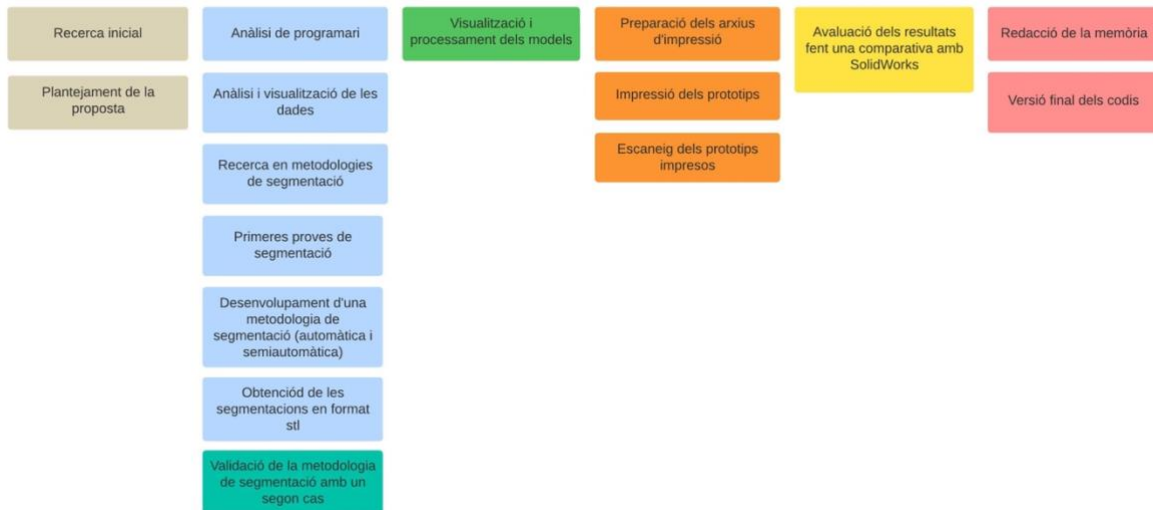 Recerca inicial
Plantejament de la
proposta
Anàlisi de programari
Anàlisi i visualització de les
dades
Recerca en metodologies
de segmentació
Primeres proves de
segmentació
Desenvolupament d'una
metodologia de
segmentació (automàtica i
semiautomàtica)
Obtenciód de les
segmentacions en format
stl
Validació de la metodologia
de segmentació amb un
segon cas
Visualització i
processament dels models
Preparació dels arxius
d'impressió
Impressió dels prototips
Escaneig dels prototips
impresos
Avaluació dels resultats
fent una comparativa amb
SolidWorks
Redacció de la memòria
Versió final dels codis